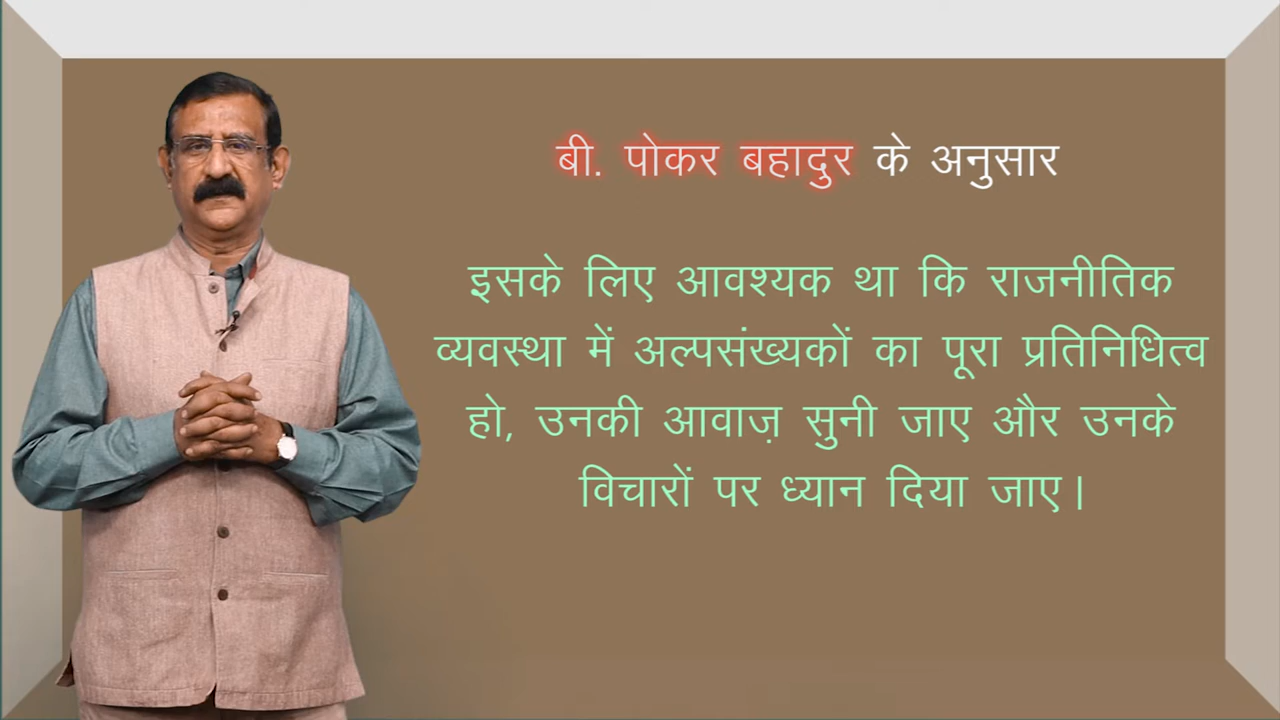 बी. पोकर बहादुर के अनुसार
इसके लिए आवश्यक था कि राजनीतिक
व्यवस्था में अल्पसंख्यकों का पूरा प्रतिनिधित्व
हो, उनकी आवाज़ सुनी जाए और उनके
विचारों पर ध्यान दिया जाए।